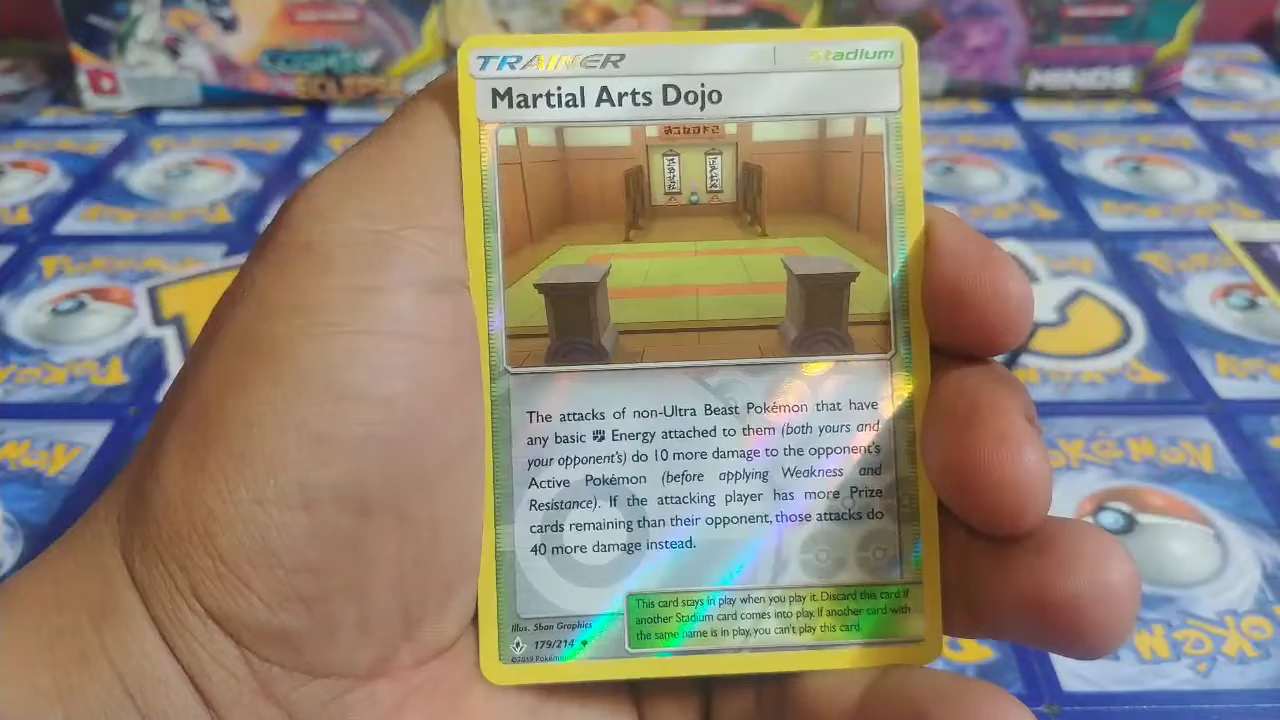 COSMIC
ECLIPSE
MINDS
TRAINER
Stadium
Martial Arts Dojo
The attacks of non-Ultra Beast Pokémon that have
any basic Energy attached to them (both yours and
your opponent's) do 10 more damage to the opponent's
Active Pokémon (before applying Weakness and
Resistance). If the attacking player has more Prize
cards remaining than their opponent, those attacks do
40 more damage instead.
This card stays in play when you play it. Discard this card if
another Stadium card comes into play. If another card with
the same name is in play, you can't play this card.
Illus. 5ban Graphics
179/214
©2019 Pokémon